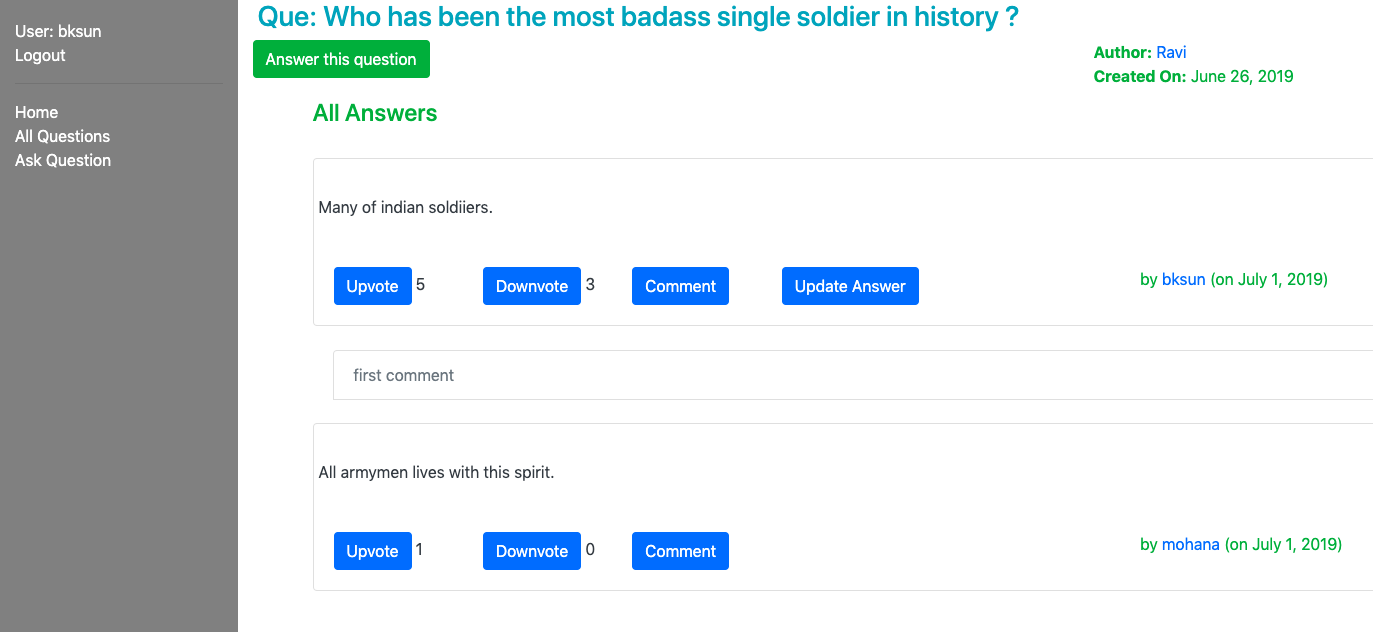 User: bksun
Logout
Home
All Questions
Ask Question
Que: Who has been the most badass single soldier in history ?
Answer this question
Author: Ravi
Created On: June 26, 2019
All Answers
Many of indian soldiiers.
Upvote 5 Downvote 3 Comment Update Answer by bksun (on July 1, 2019)
first comment
All armymen lives with this spirit.
Upvote 1 Downvote 0 Comment by mohana (on July 1, 2019)